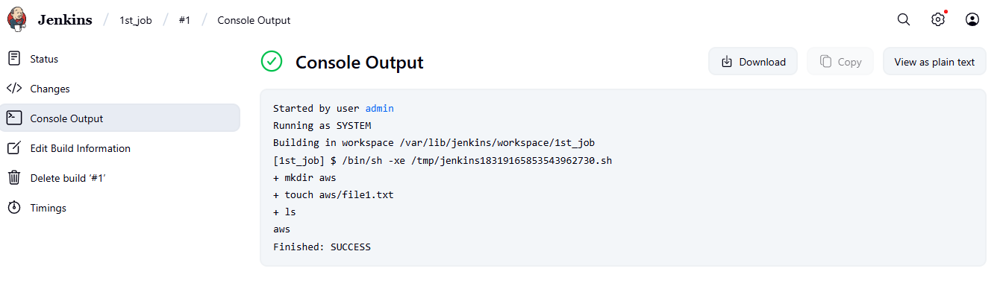 Jenkins / 1st_job / #1 / Console Output
Status
Changes
Console Output
Edit Build Information
Delete build ‘#1’
Timings
Console Output
Download
Copy
View as plain text
Started by user admin
Running as SYSTEM
Building in workspace /var/lib/jenkins/workspace/1st_job
[1st_job] $ /bin/sh -xe /tmp/jenkins18319165853543962730.sh
+ mkdir aws
+ touch aws/file1.txt
+ ls
aws
Finished: SUCCESS